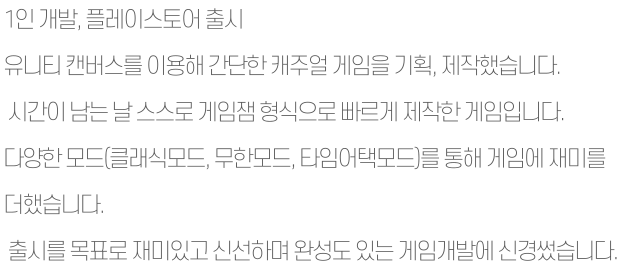 1인 개발, 플레이스토어 출시
유니티 캔버스를 이용해 간단한 캐주얼 게임을 기획, 제작했습니다.
시간이 남는 날 스스로 게임잼 형식으로 빠르게 제작한 게임입니다.
다양한 모드(클래식모드, 무한모드, 타임어택모드)를 통해 게임에 재미를
더했습니다.
출시를 목표로 재미있고 신선하며 완성도 있는 게임개발에 신경썼습니다.